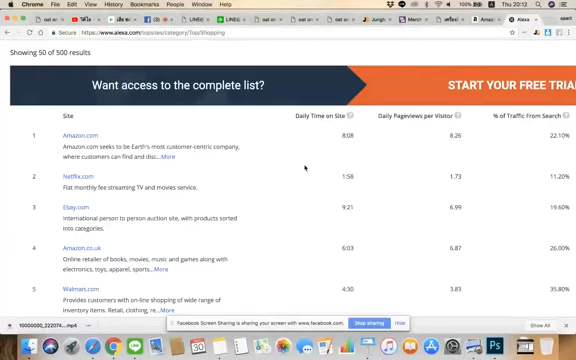 Chrome File Edit View History Bookmarks People Window Help
Thu 20:12
Secure https://www.alexa.com/topsites/category/Top/Shopping
Showing 50 of 500 results
Want access to the complete list?
START YOUR FREE TRIA
Site Daily Time on Site Daily Pageviews per Visitor % of Traffic From Search
1 Amazon.com 8:08 8.26 22.10%
Amazon.com seeks to be Earth's most customer-centric company,
where customers can find and disc...More
2 Netflix.com 1:58 1.73 11.20%
Flat monthly fee streaming TV and movies service.
3 Ebay.com 9:21 6.99 19.60%
International person to person auction site, with products sorted
into categories.
4 Amazon.co.uk 6:03 6.87 26.00%
Online retailer of books, movies, music and games along with
electronics, toys, apparel, sports...More
5 Walmart.com 4:30 3.83 35.80%
Provides customers with on-line shopping of wide range of
inventory items. Retail, clothing, re...More
Facebook Screen Sharing is sharing your screen with www.facebook.com.
Stop sharing
Hide
10000000_222074....mp4
Show All